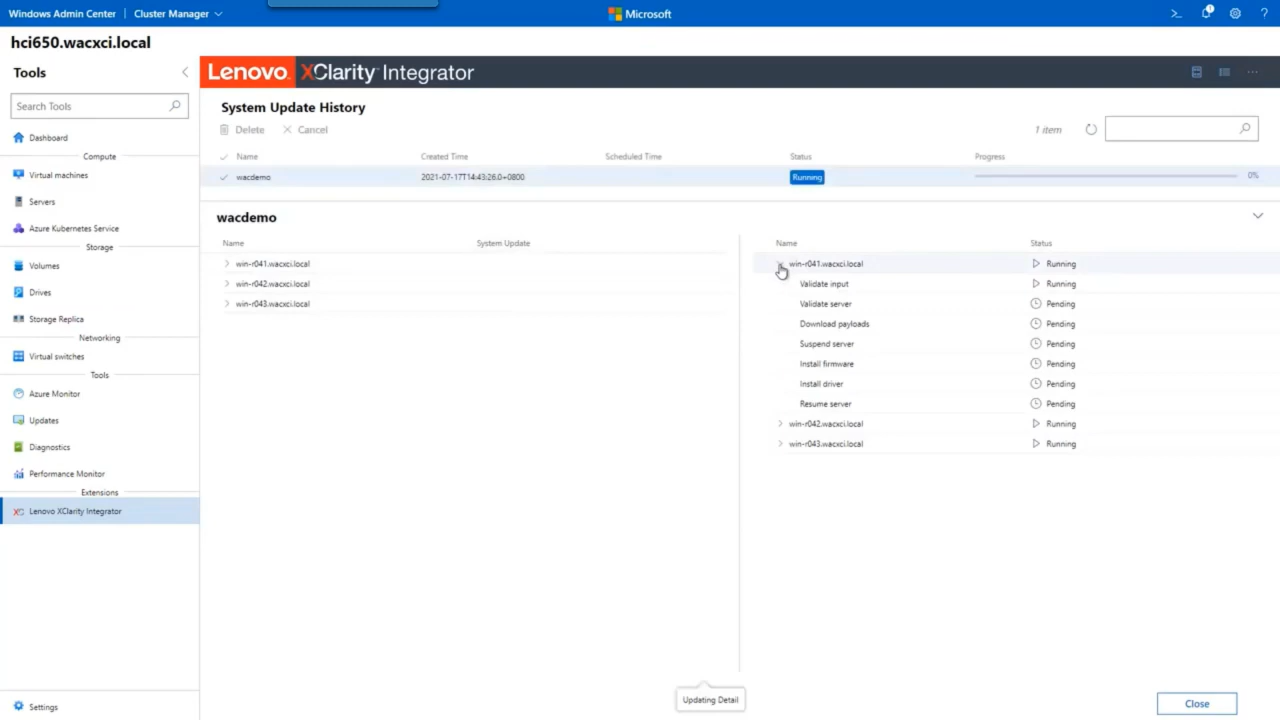 Windows Admin Center | Cluster Manager
Microsoft
hci650.wacxci.local
Tools
Search Tools
Dashboard
Compute
Virtual machines
Servers
Azure Kubernetes Service
Storage
Volumes
Drives
Storage Replica
Networking
Virtual switches
Tools
Azure Monitor
Updates
Diagnostics
Performance Monitor
Extensions
Lenovo XClarity Integrator
Settings
Lenovo. XClarity Integrator
System Update History
Delete Cancel 1 item
Name Created Time Scheduled Time Status Progress
wacdemo 2021-07-17T14:43:26.0+0800 Running 0%
wacdemo
Name System Update
win-r041.wacxci.local
win-r042.wacxci.local
win-r043.wacxci.local
Name Status
win-r041.wacxci.local Running
Validate input Running
Validate server Pending
Download payloads Pending
Suspend server Pending
Install firmware Pending
Install driver Pending
Resume server Pending
win-r042.wacxci.local Running
win-r043.wacxci.local Running
Updating Detail
Close